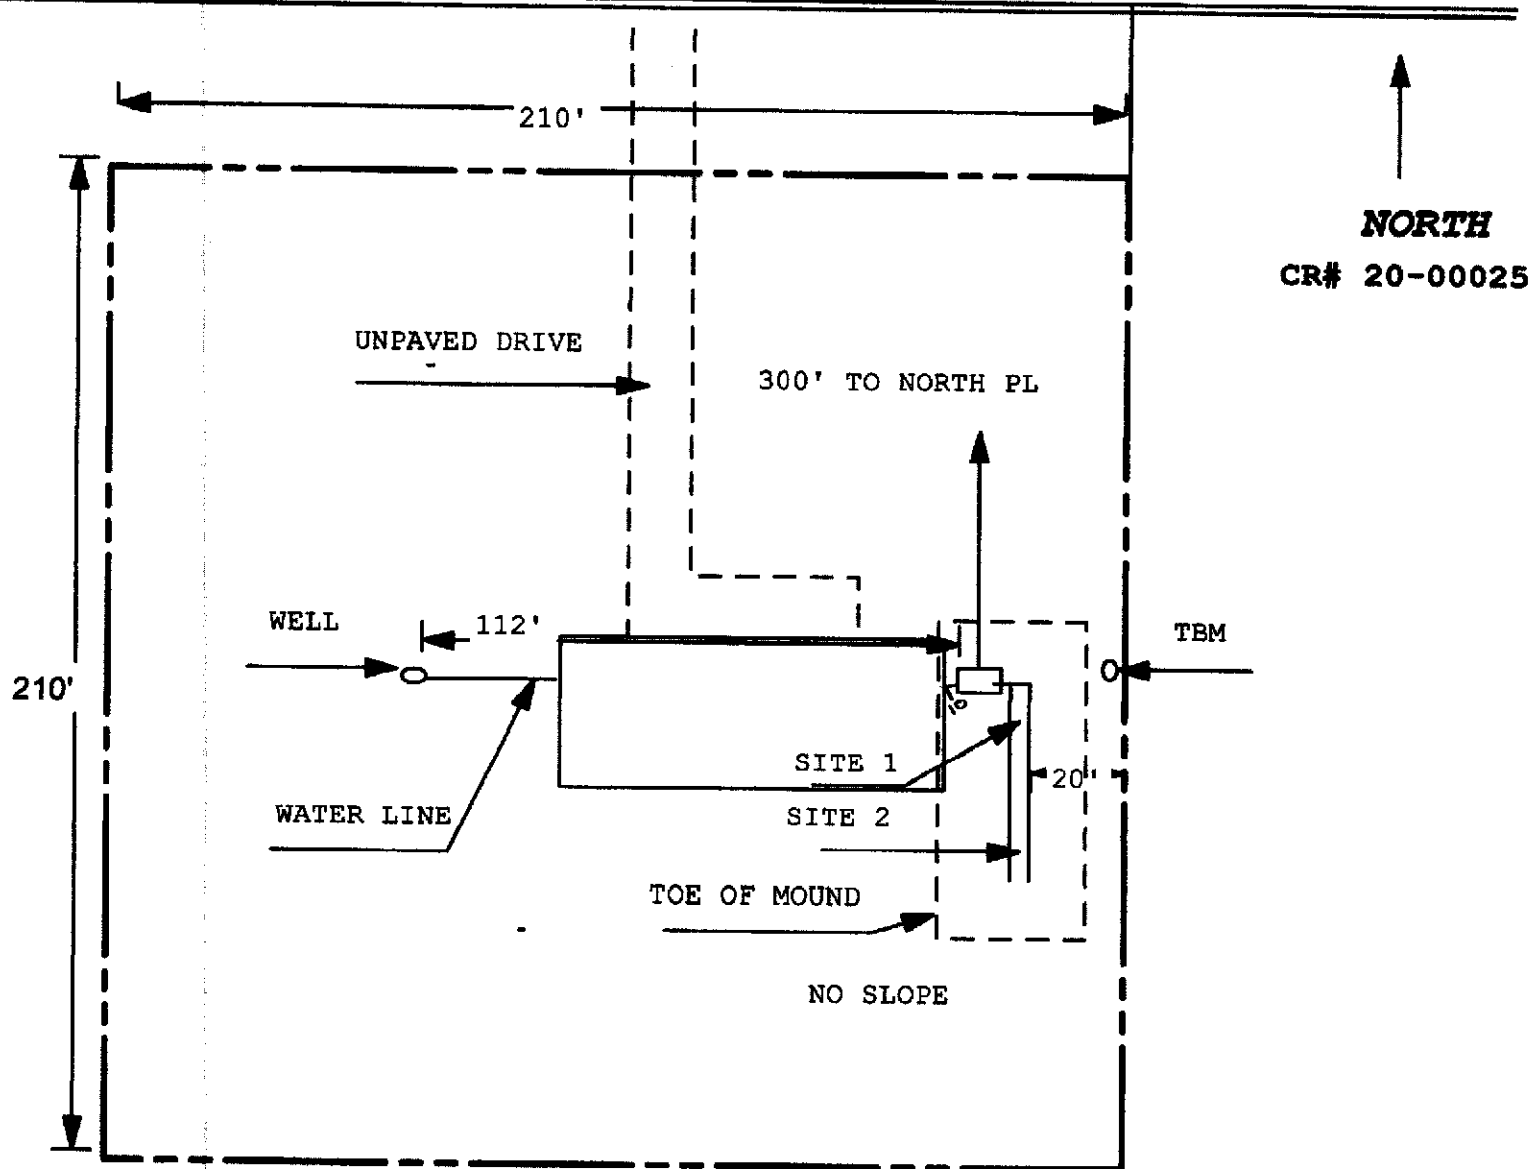 210'
NORTH
CR# 20-00025
UNPAVED DRIVE
300' TO NORTH PL
WELL
112'
TBM
210'
10
SITE 1
20'
WATER LINE
SITE 2
TOE OF MOUND
NO SLOPE